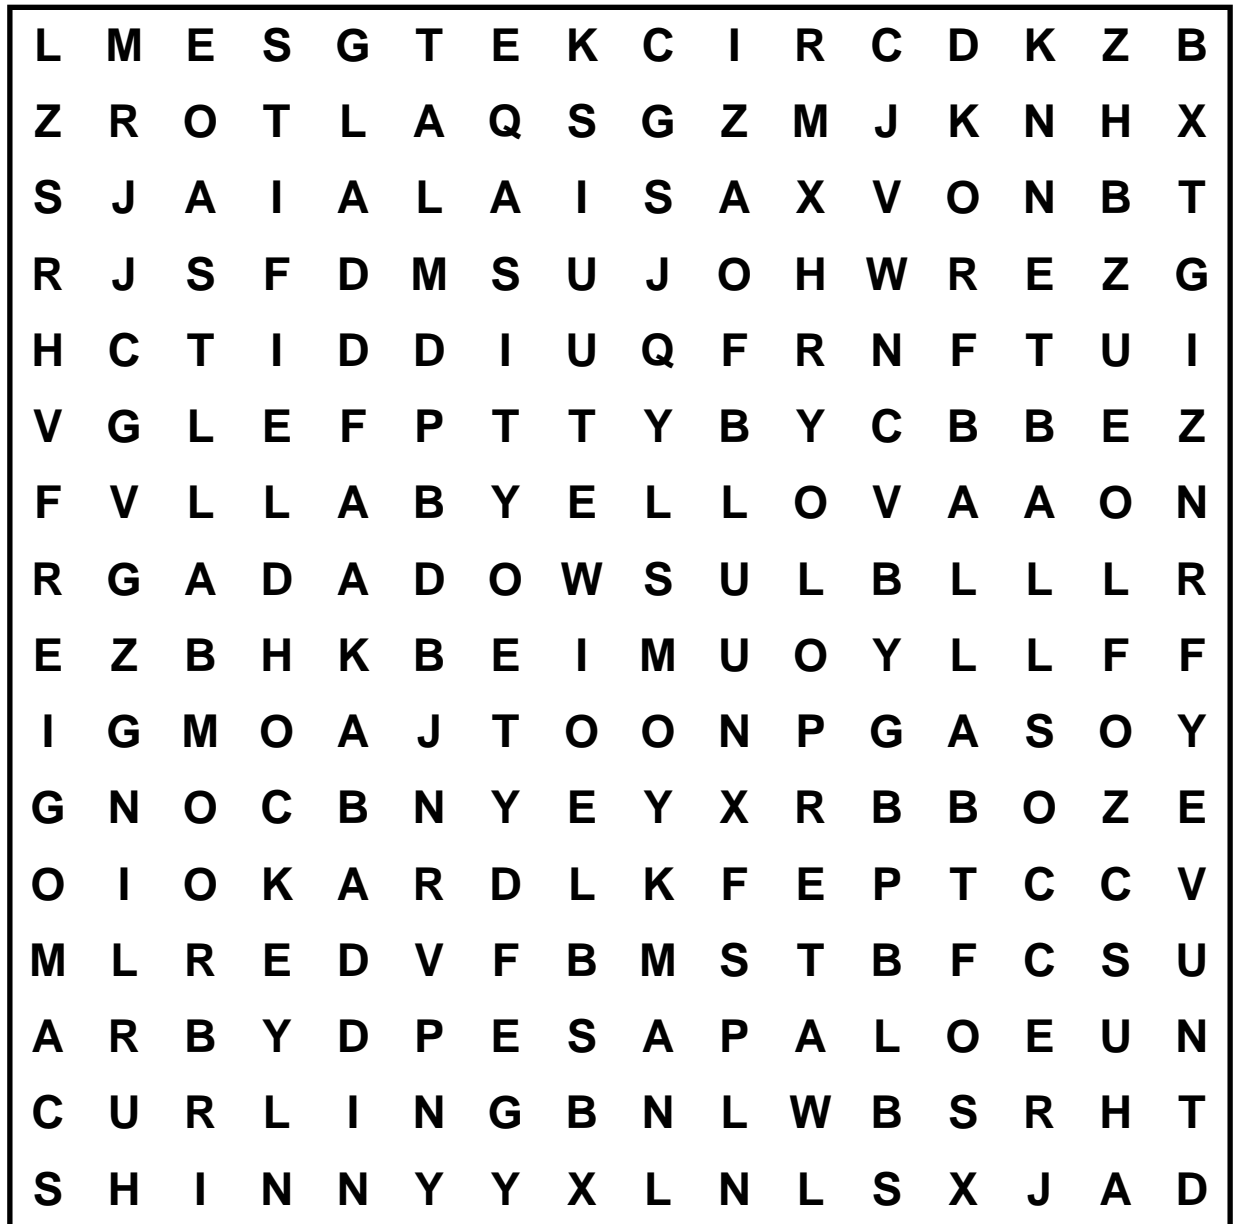 L M E S G T E K C I R C D K Z B
Z R O T L A Q S G Z M J K N H X
S J A I A L A I S A X V O N B T
R J S F D M S U J O H W R E Z G
H C T I D D I U Q F R N F T U I
V G L E F P T T Y B Y C B B E Z
F V L L A B Y E L L O V A A O N
R G A D A D O W S U L B L L L R
E Z B H K B E I M U O Y L L F F
I G M O A J T O O N P G A S O Y
G N O C B N Y E Y X R B B O Z E
O I O K A R D L K F E P T C C V
M L R E D V F B M S T B F C S U
A R B Y D P E S A P A L O E U N
C U R L I N G B N L W B S R H T
S H I N N Y Y X L N L S X J A D